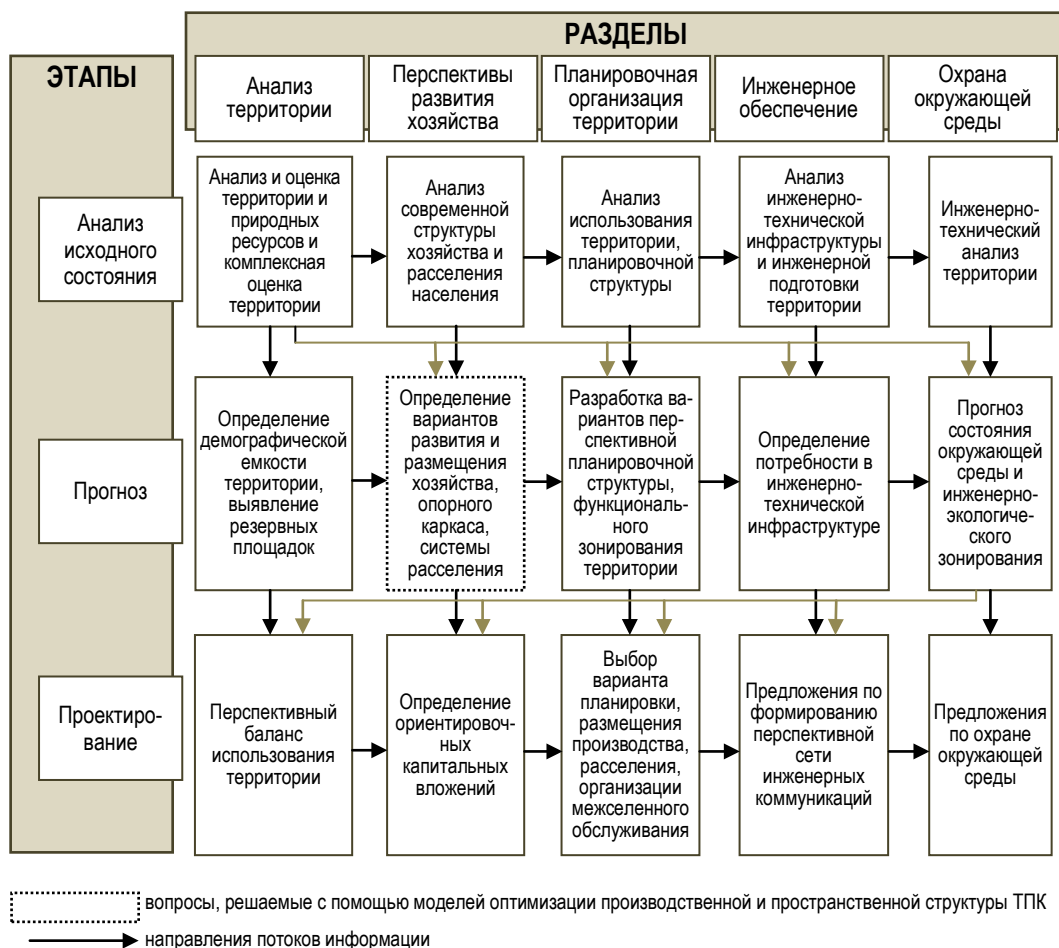 РАЗДЕЛЫ
ЭТАПЫ
Анализ
территории
Перспективы
развития
хозяйства
Планировочная
организация
территории
Инженерное
обеспечение
Охрана
окружающей
среды
Анализ
исходного
состояния
Анализ и оценка
территории и
природных
ресурсов и
комплексная
оценка
территории
Анализ
современной
структуры
хозяйства и
расселения
населения
Анализ
использования
территории,
планировочной
структуры
Анализ
инженерно-
технической
инфраструктуры
и инженерной
подготовки
территории
Инженерно-
технический
анализ
территории
Прогноз
Определение
демографической
емкости
территории,
выявление
резервных
площадок
Определение
вариантов
развития и
размещения
хозяйства,
опорного
каркаса,
системы
расселения
Разработка ва-
риантов перс-
пективной
планировочной
структуры,
функциональ-
ного
зонирования
территории
Определение
потребности в
инженерно-
технической
инфраструктуре
Прогноз
состояния
окружающей
среды и
инженерно-
экологиче-
ского
зонирования
Проектиро-
вание
Перспективный
баланс
использования
территории
Определение
ориентировоч-
ных
капитальных
вложений
Выбор
варианта
планировки,
размещения
производства,
расселения,
организации
межселенного
обслуживания
Предложения по
формированию
перспективной
сети
инженерных
коммуникаций
Предложения
по охране
окружающей
среды
вопросы, решаемые с помощью моделей оптимизации производственной и пространственной структуры ТПК
направления потоков информации